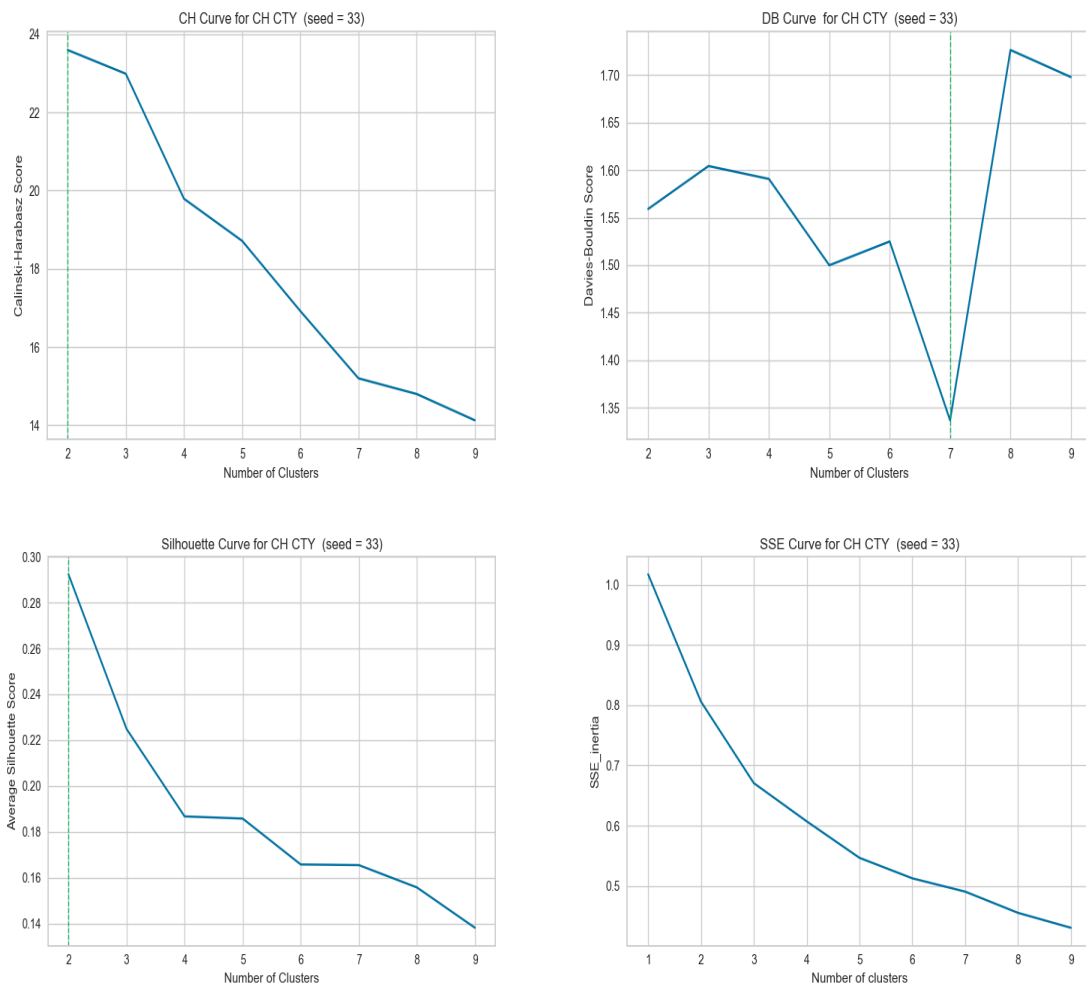 CH Curve for CH CTY (seed = 33)
24
22
20
18
16
14
Calinski-Harabasz Score
2 3 4 5 6 7 8 9
Number of Clusters
DB Curve for CH CTY (seed = 33)
1.70
1.65
1.60
1.55
1.50
1.45
1.40
1.35
Davies-Bouldin Score
2 3 4 5 6 7 8 9
Number of Clusters
Silhouette Curve for CH CTY (seed = 33)
0.30
0.28
0.26
0.24
0.22
0.20
0.18
0.16
0.14
Average Silhouette Score
2 3 4 5 6 7 8 9
Number of Clusters
SSE Curve for CH CTY (seed = 33)
1.0
0.9
0.8
0.7
0.6
0.5
SSE_inertia
1 2 3 4 5 6 7 8 9
Number of clusters